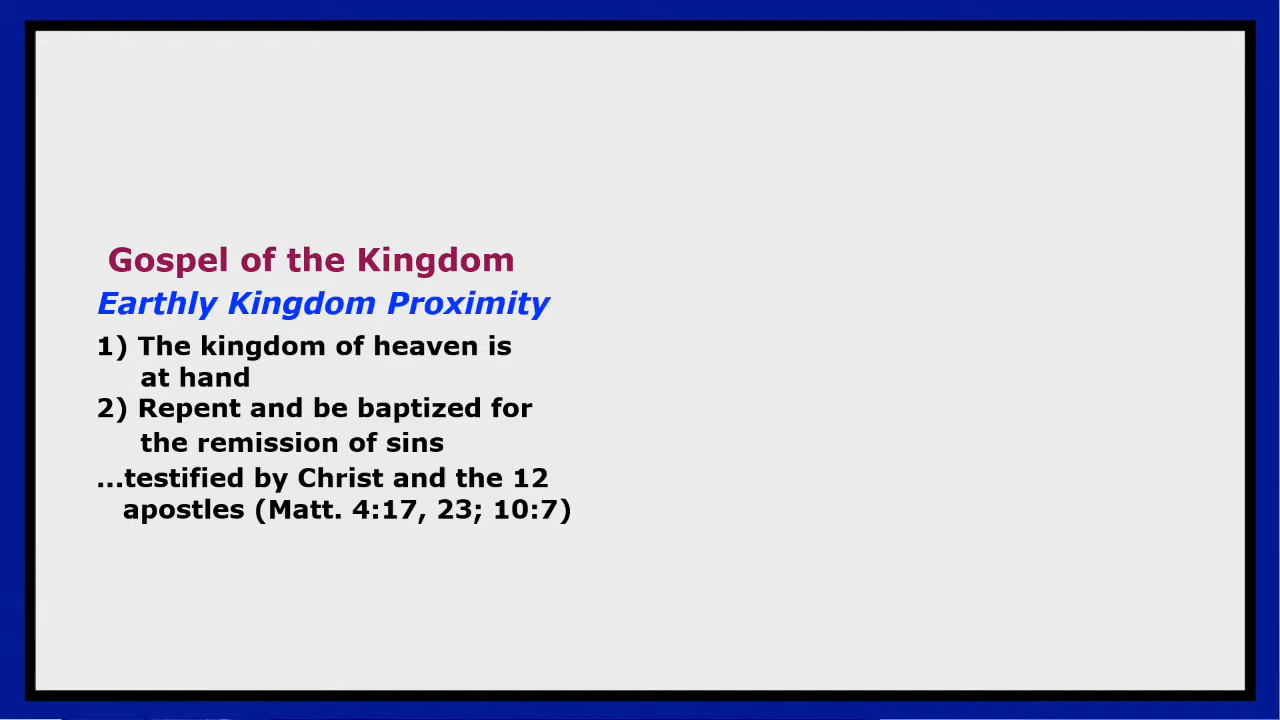 Gospel of the Kingdom
Earthly Kingdom Proximity
1) The kingdom of heaven is
at hand
2) Repent and be baptized for
the remission of sins
...testified by Christ and the 12
apostles (Matt. 4:17, 23; 10:7)